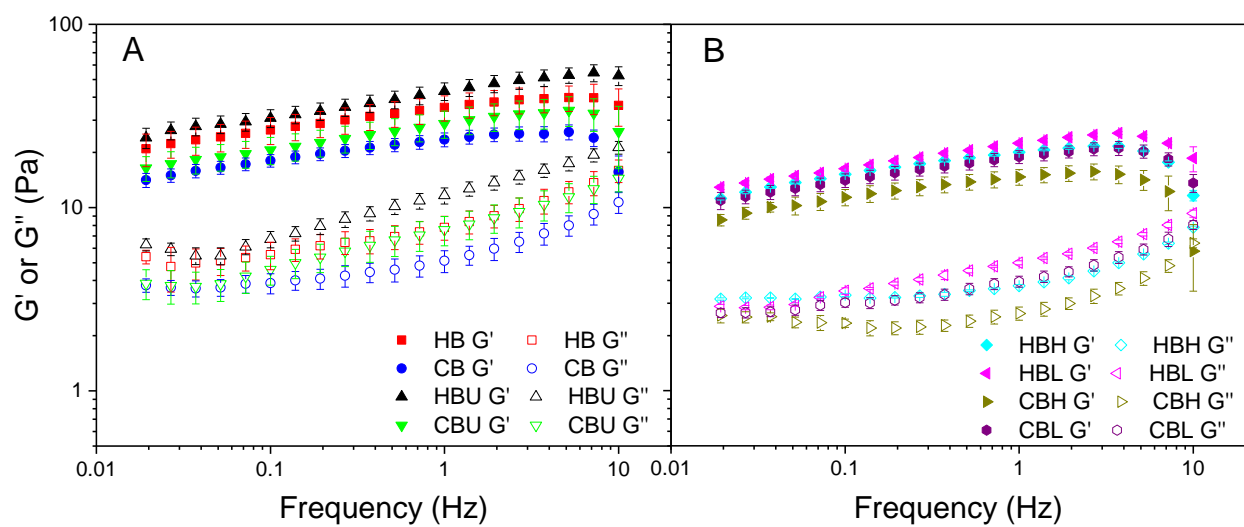 A
B
G' or G" (Pa)
100
10
1
HB G' HB G"
CB G' CB G"
HBU G' HBU G"
CBU G' CBU G"
HBH G' HBH G"
HBL G' HBL G"
CBH G' CBH G"
CBL G' CBL G"
0.01 0.1 1 10
0.01 0.1 1 10
Frequency (Hz)
Frequency (Hz)